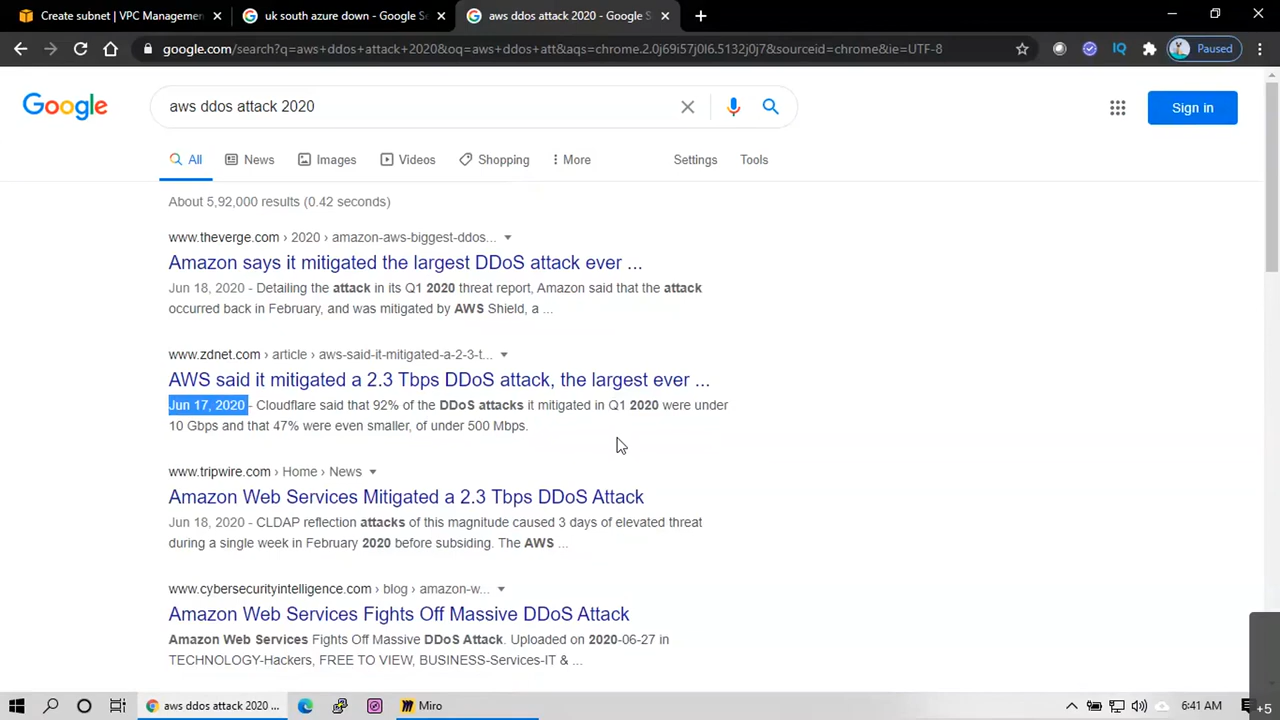 Create subnet | VPC Managemen
uk south azure down - Google Se
aws ddos attack 2020 - Google S
google.com/search?q=aws+ddos+attack+2020&oq=aws+ddos+att&aqs=chrome.2.0j69i57j0l6.5132j0j7&sourceid=chrome&ie=UTF-8
IQ
Paused
Google
aws ddos attack 2020
Sign in
All
News
Images
Videos
Shopping
More
Settings
Tools
About 5,92,000 results (0.42 seconds)
www.theverge.com › 2020 › amazon-aws-biggest-ddos...
Amazon says it mitigated the largest DDoS attack ever ...
Jun 18, 2020 - Detailing the attack in its Q1 2020 threat report, Amazon said that the attack
occurred back in February, and was mitigated by AWS Shield, a ...
www.zdnet.com › article › aws-said-it-mitigated-a-2-3-t...
AWS said it mitigated a 2.3 Tbps DDoS attack, the largest ever ...
Jun 17, 2020 - Cloudflare said that 92% of the DDoS attacks it mitigated in Q1 2020 were under
10 Gbps and that 47% were even smaller, of under 500 Mbps.
www.tripwire.com › Home › News
Amazon Web Services Mitigated a 2.3 Tbps DDoS Attack
Jun 18, 2020 - CLDAP reflection attacks of this magnitude caused 3 days of elevated threat
during a single week in February 2020 before subsiding. The AWS ...
www.cybersecurityintelligence.com › blog › amazon-w...
Amazon Web Services Fights Off Massive DDoS Attack
Amazon Web Services Fights Off Massive DDoS Attack. Uploaded on 2020-06-27 in
TECHNOLOGY-Hackers, FREE TO VIEW, BUSINESS-Services-IT & ...
aws ddos attack 2020 ...
Miro
6:41 AM
+5